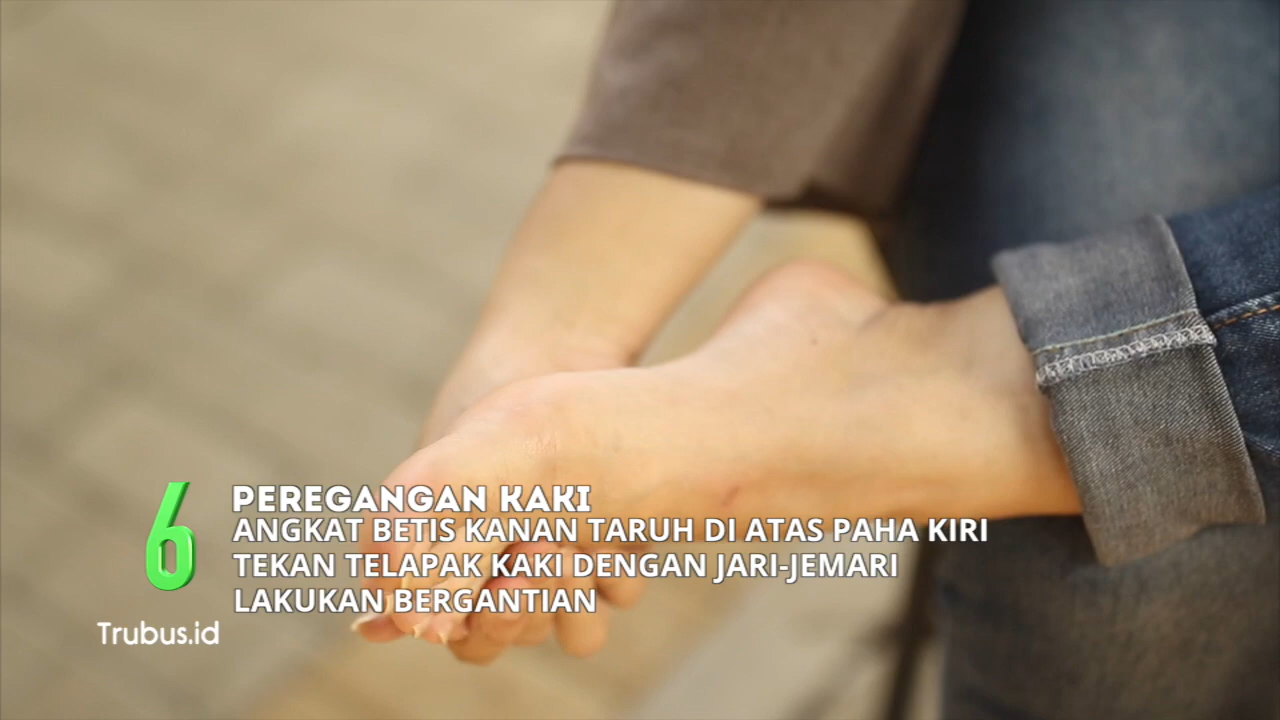 6
PEREGANGAN KAKI
ANGKAT BETIS KANAN TARUH DI ATAS PAHA KIRI
TEKAN TELAPAK KAKI DENGAN JARI-JEMARI
LAKUKAN BERGANTIAN
Trubus.id